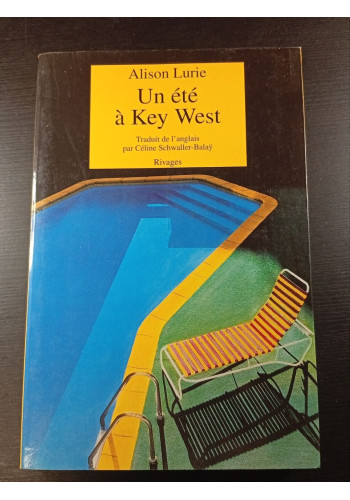 Alison Lurie
Un été
à Key West
Traduit de l'anglais
par Céline Schwaller-Balaÿ
Rivages